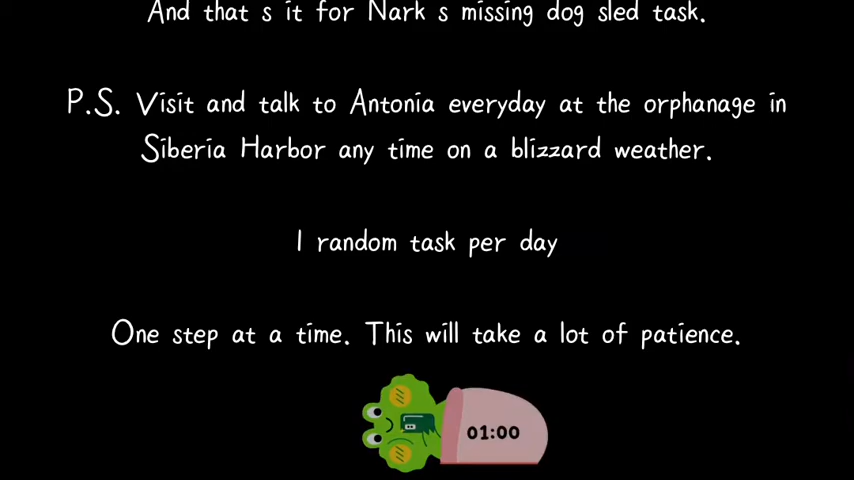 And that s it for Nark s missing dog sled task.
P.S. Visit and talk to Antonia everyday at the orphanage in
Siberia Harbor any time on a blizzard weather.
1 random task per day
One step at a time. This will take a lot of patience.
01:00